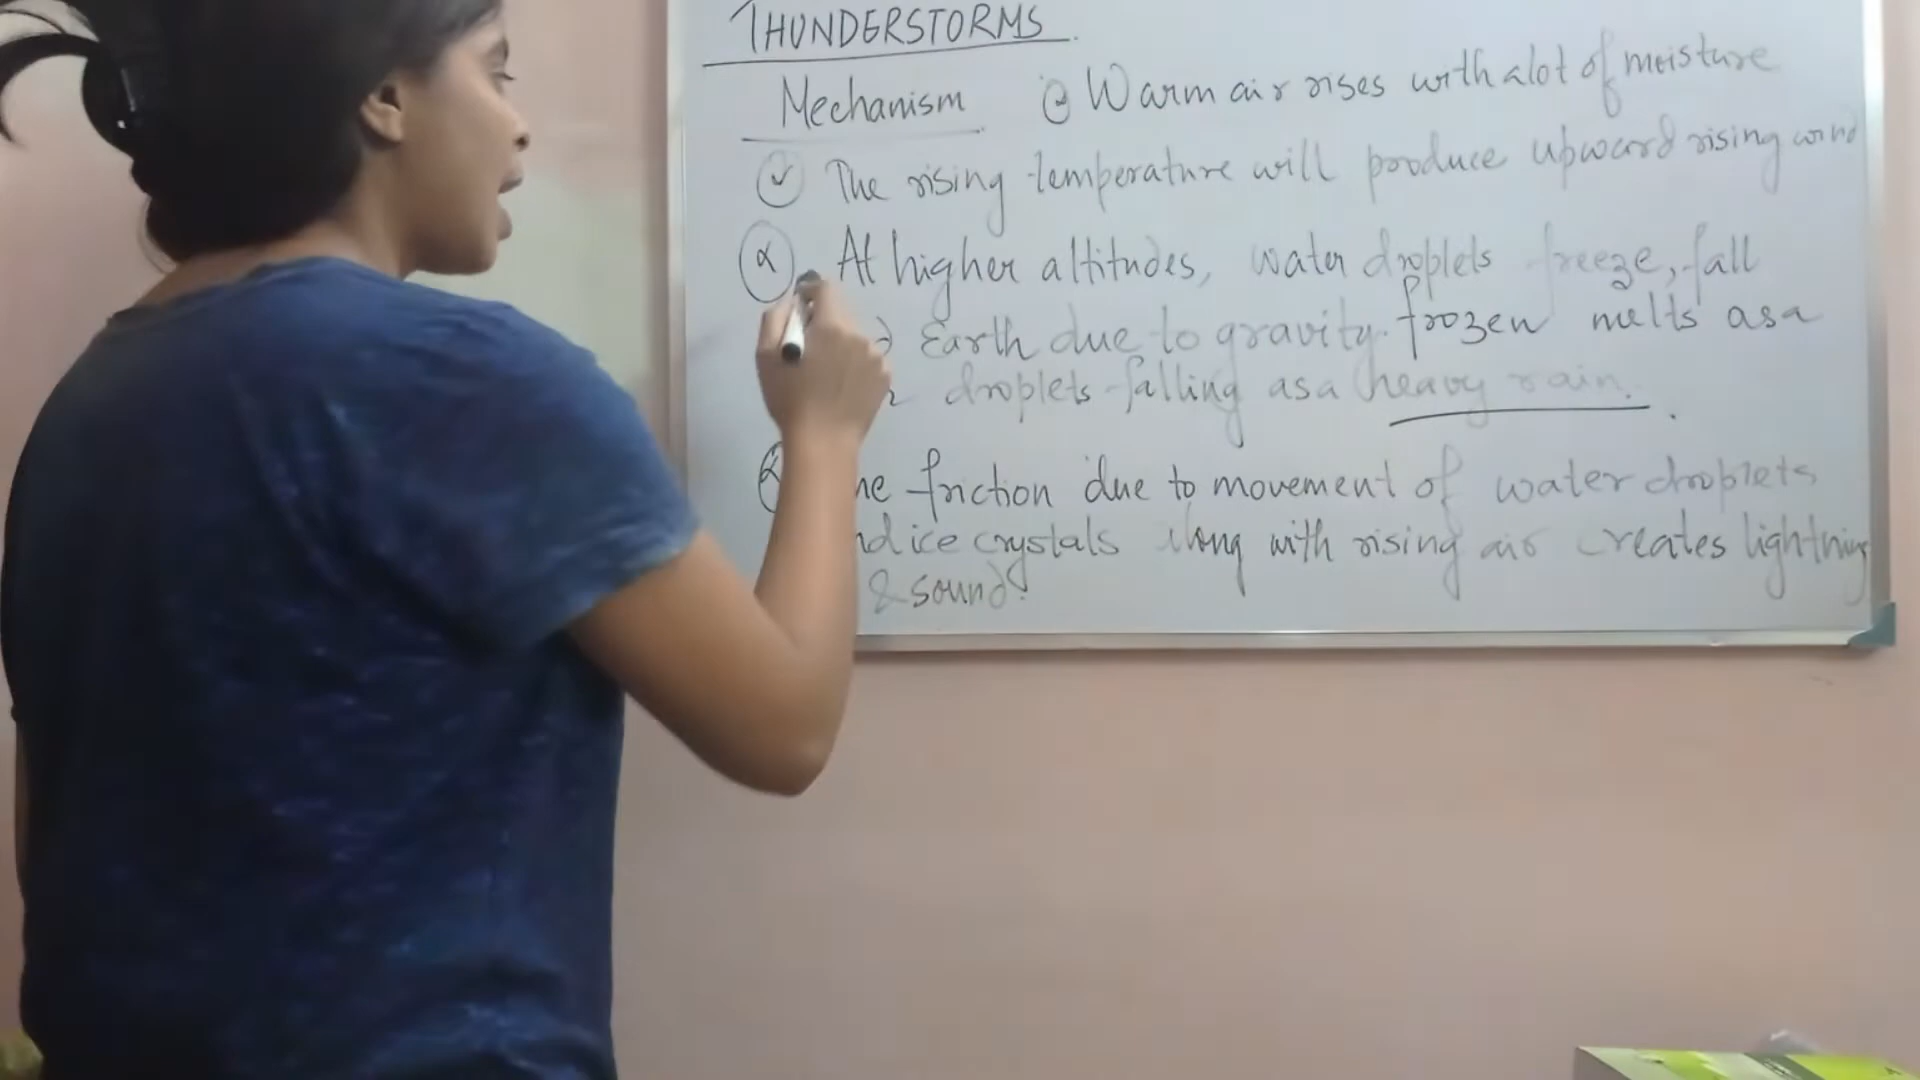 THUNDERSTORMS.
Mechanism Warm air rises with a lot of moisture
The rising temperature will produce upward rising wind
α At higher altitudes, water droplets freeze, fall
Earth due to gravity. frozen melts as a
droplets falling as a heavy rain.
friction due to movement of water droplets
ice crystals along with rising air creates lightning
& sound.